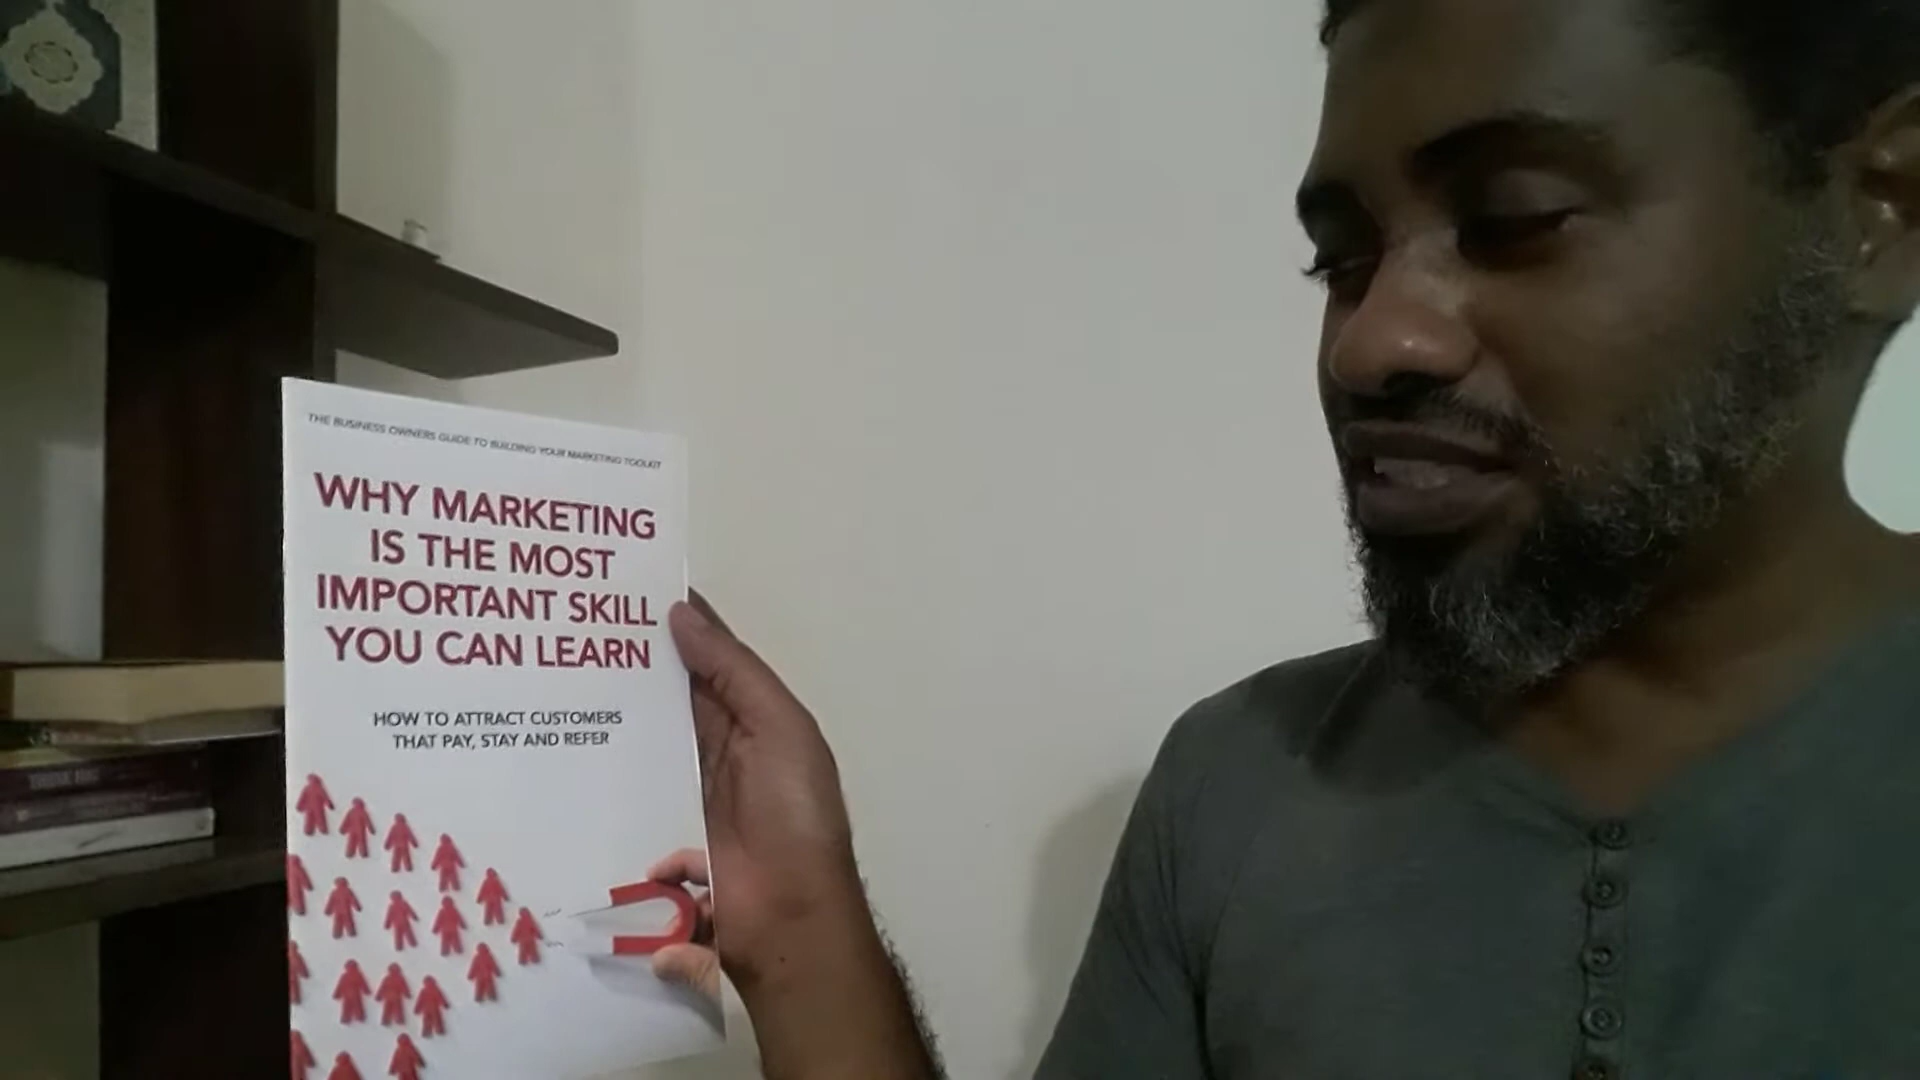 THE BUSINESS OWNERS GUIDE TO BUILDING YOUR MARKETING TOOLKIT
WHY MARKETING
IS THE MOST
IMPORTANT SKILL
YOU CAN LEARN
HOW TO ATTRACT CUSTOMERS
THAT PAY, STAY AND REFER